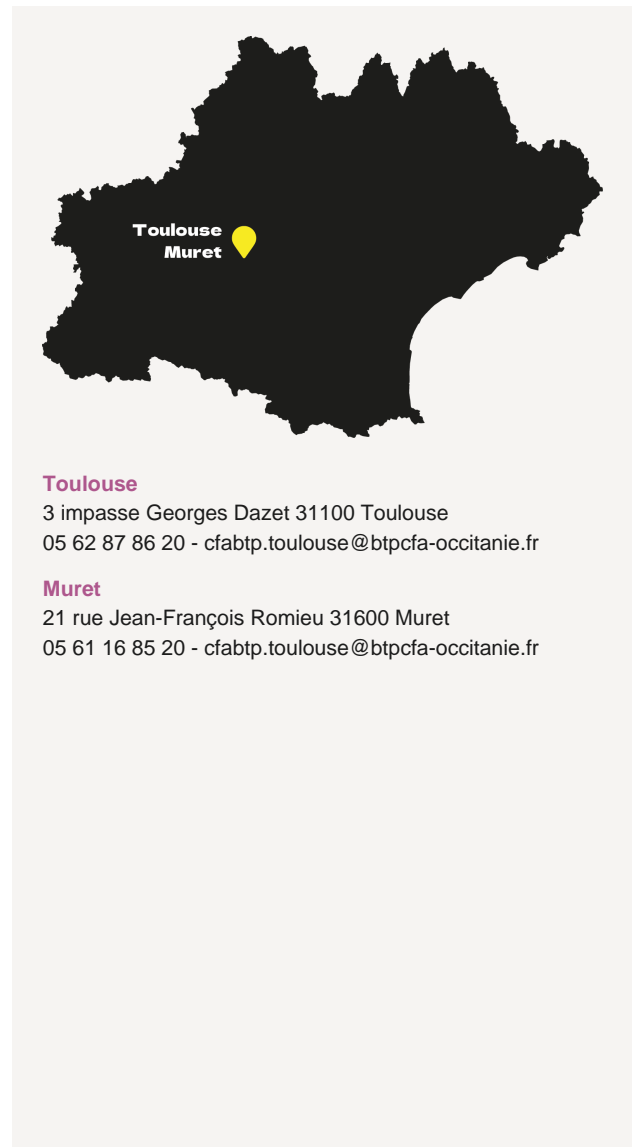 Toulouse
Muret
Toulouse
3 impasse Georges Dazet 31100 Toulouse
05 62 87 86 20 - cfabtp.toulouse@btpcfa-occitanie.fr
Muret
21 rue Jean-François Romieu 31600 Muret
05 61 16 85 20 - cfabtp.toulouse@btpcfa-occitanie.fr